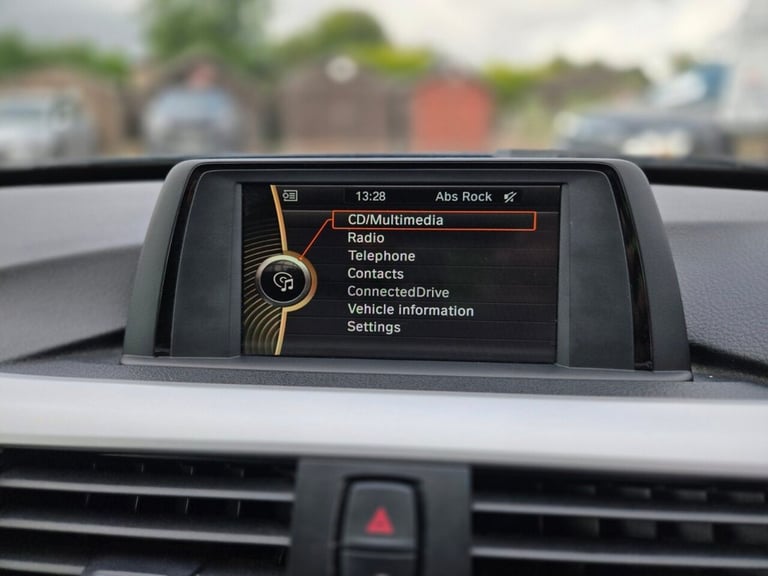 13:28 Abs Rock
CD/Multimedia
Radio
Telephone
Contacts
ConnectedDrive
Vehicle information
Settings